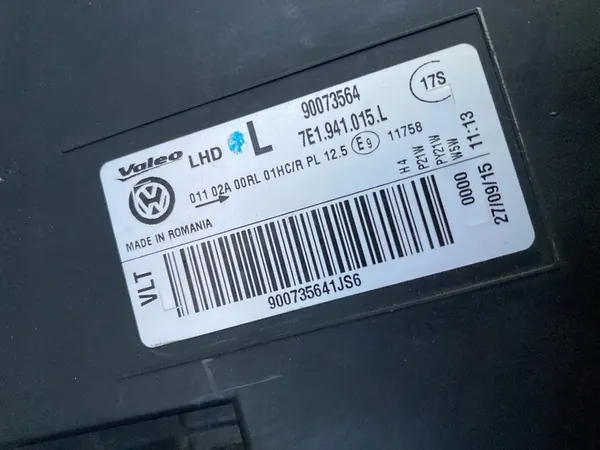 Valeo LHD L 90073564 17S
7E1.941.015.L
011 02A 00RL 01HC/R PL 12.5 E9 11758
MADE IN ROMANIA
H4
P21W
PY21W
W5W
0000
27/09/15 11:13
VLT
900735641JS6